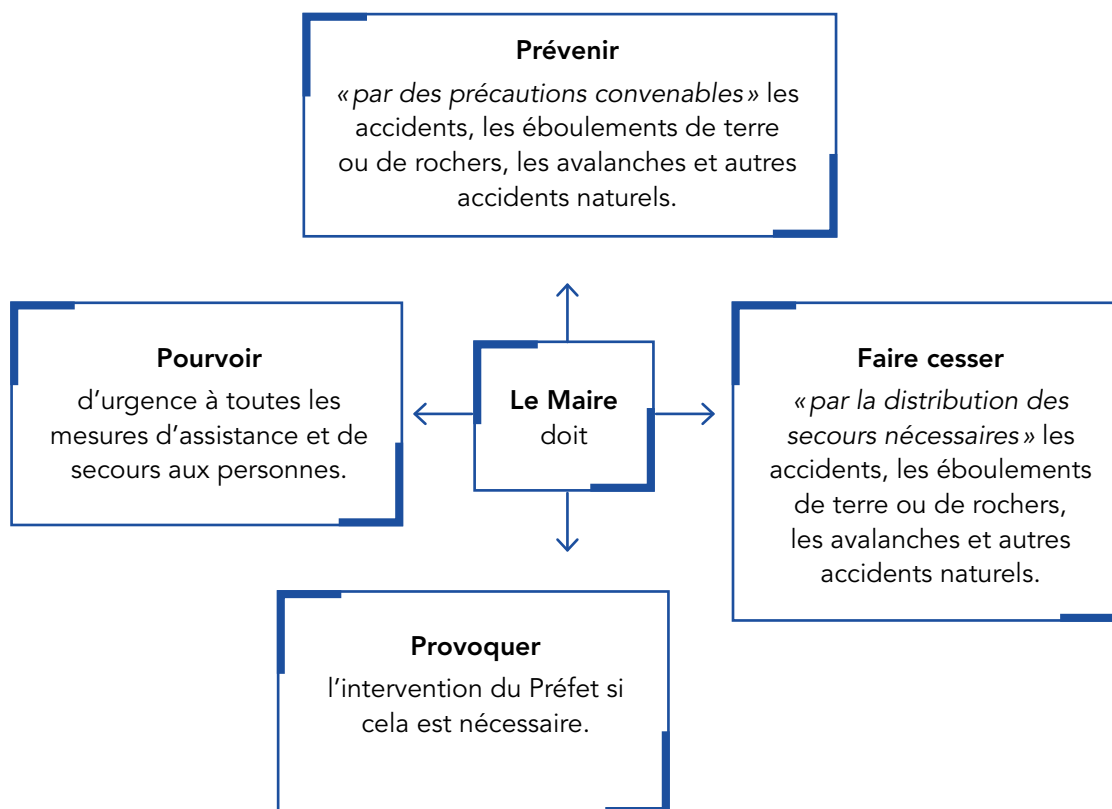 Prévenir
« par des précautions convenables » les
accidents, les éboulements de terre
ou de rochers, les avalanches et autres
accidents naturels.
Pourvoir
d'urgence à toutes les
mesures d'assistance et de
secours aux personnes.
Le Maire
doit
Faire cesser
« par la distribution des
secours nécessaires » les
accidents, les éboulements
de terre ou de rochers,
les avalanches et autres
accidents naturels.
Provoquer
l'intervention du Préfet si
cela est nécessaire.